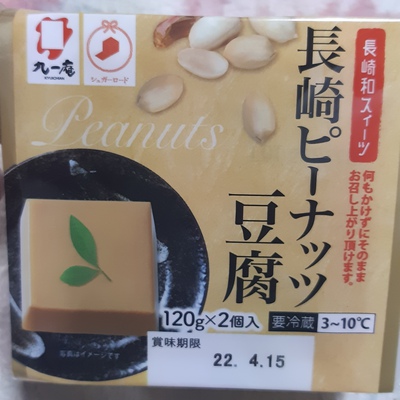 九一庵
シュガーロード
Peanuts
長崎和スィーツ
長崎ピーナッツ
豆腐
何もかけずにそのまま
お召し上がり頂けます。
120g×2個入
要冷蔵 3~10℃
写真はイメージです
賞味期限
22. 4.15